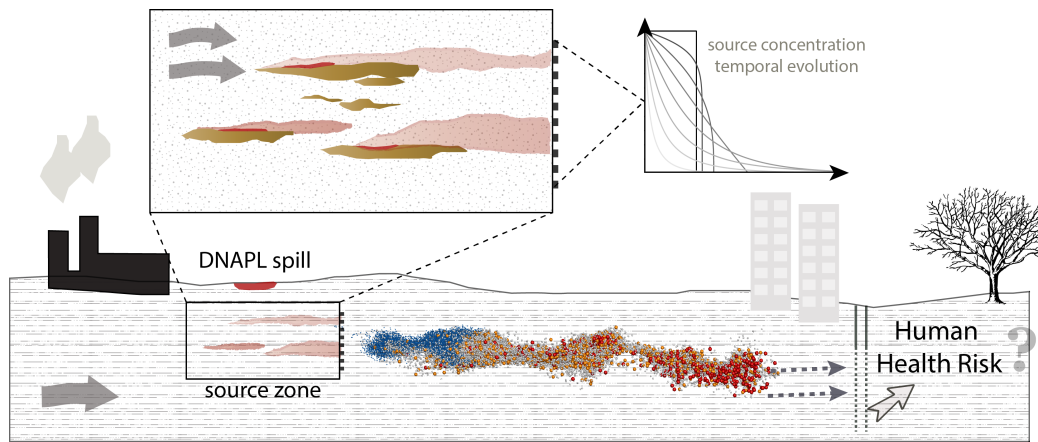 source concentration
temporal evolution
DNAPL spill
source zone
Human
Health Risk
?